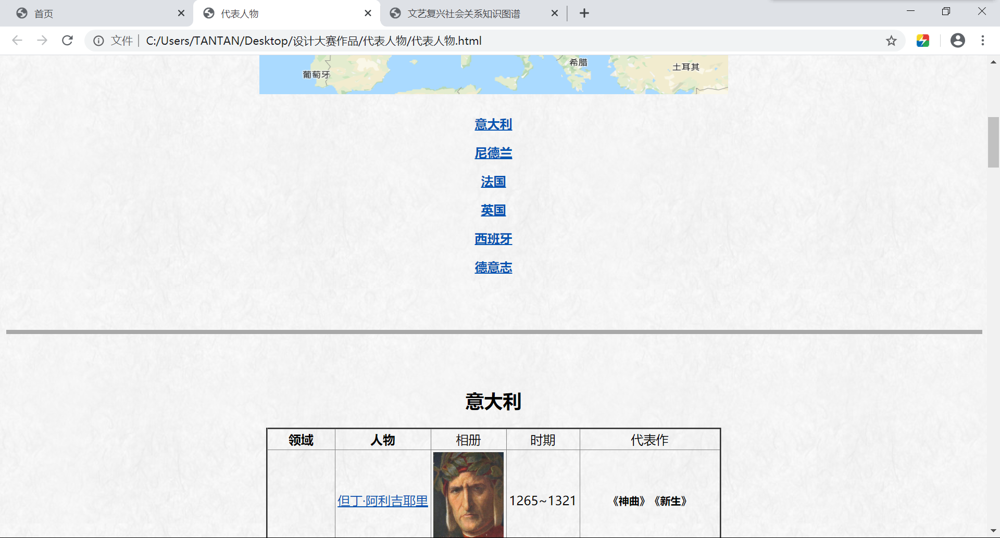 首页
代表人物
文艺复兴社会关系知识图谱
文件
C:/Users/TANTAN/Desktop/设计大赛作品/代表人物/代表人物.html
希腊
土耳其
葡萄牙
意大利
尼德兰
法国
英国
西班牙
德意志
意大利
领域 人物 相册 时期 代表作
但丁·阿利吉耶里 1265~1321 《神曲》《新生》